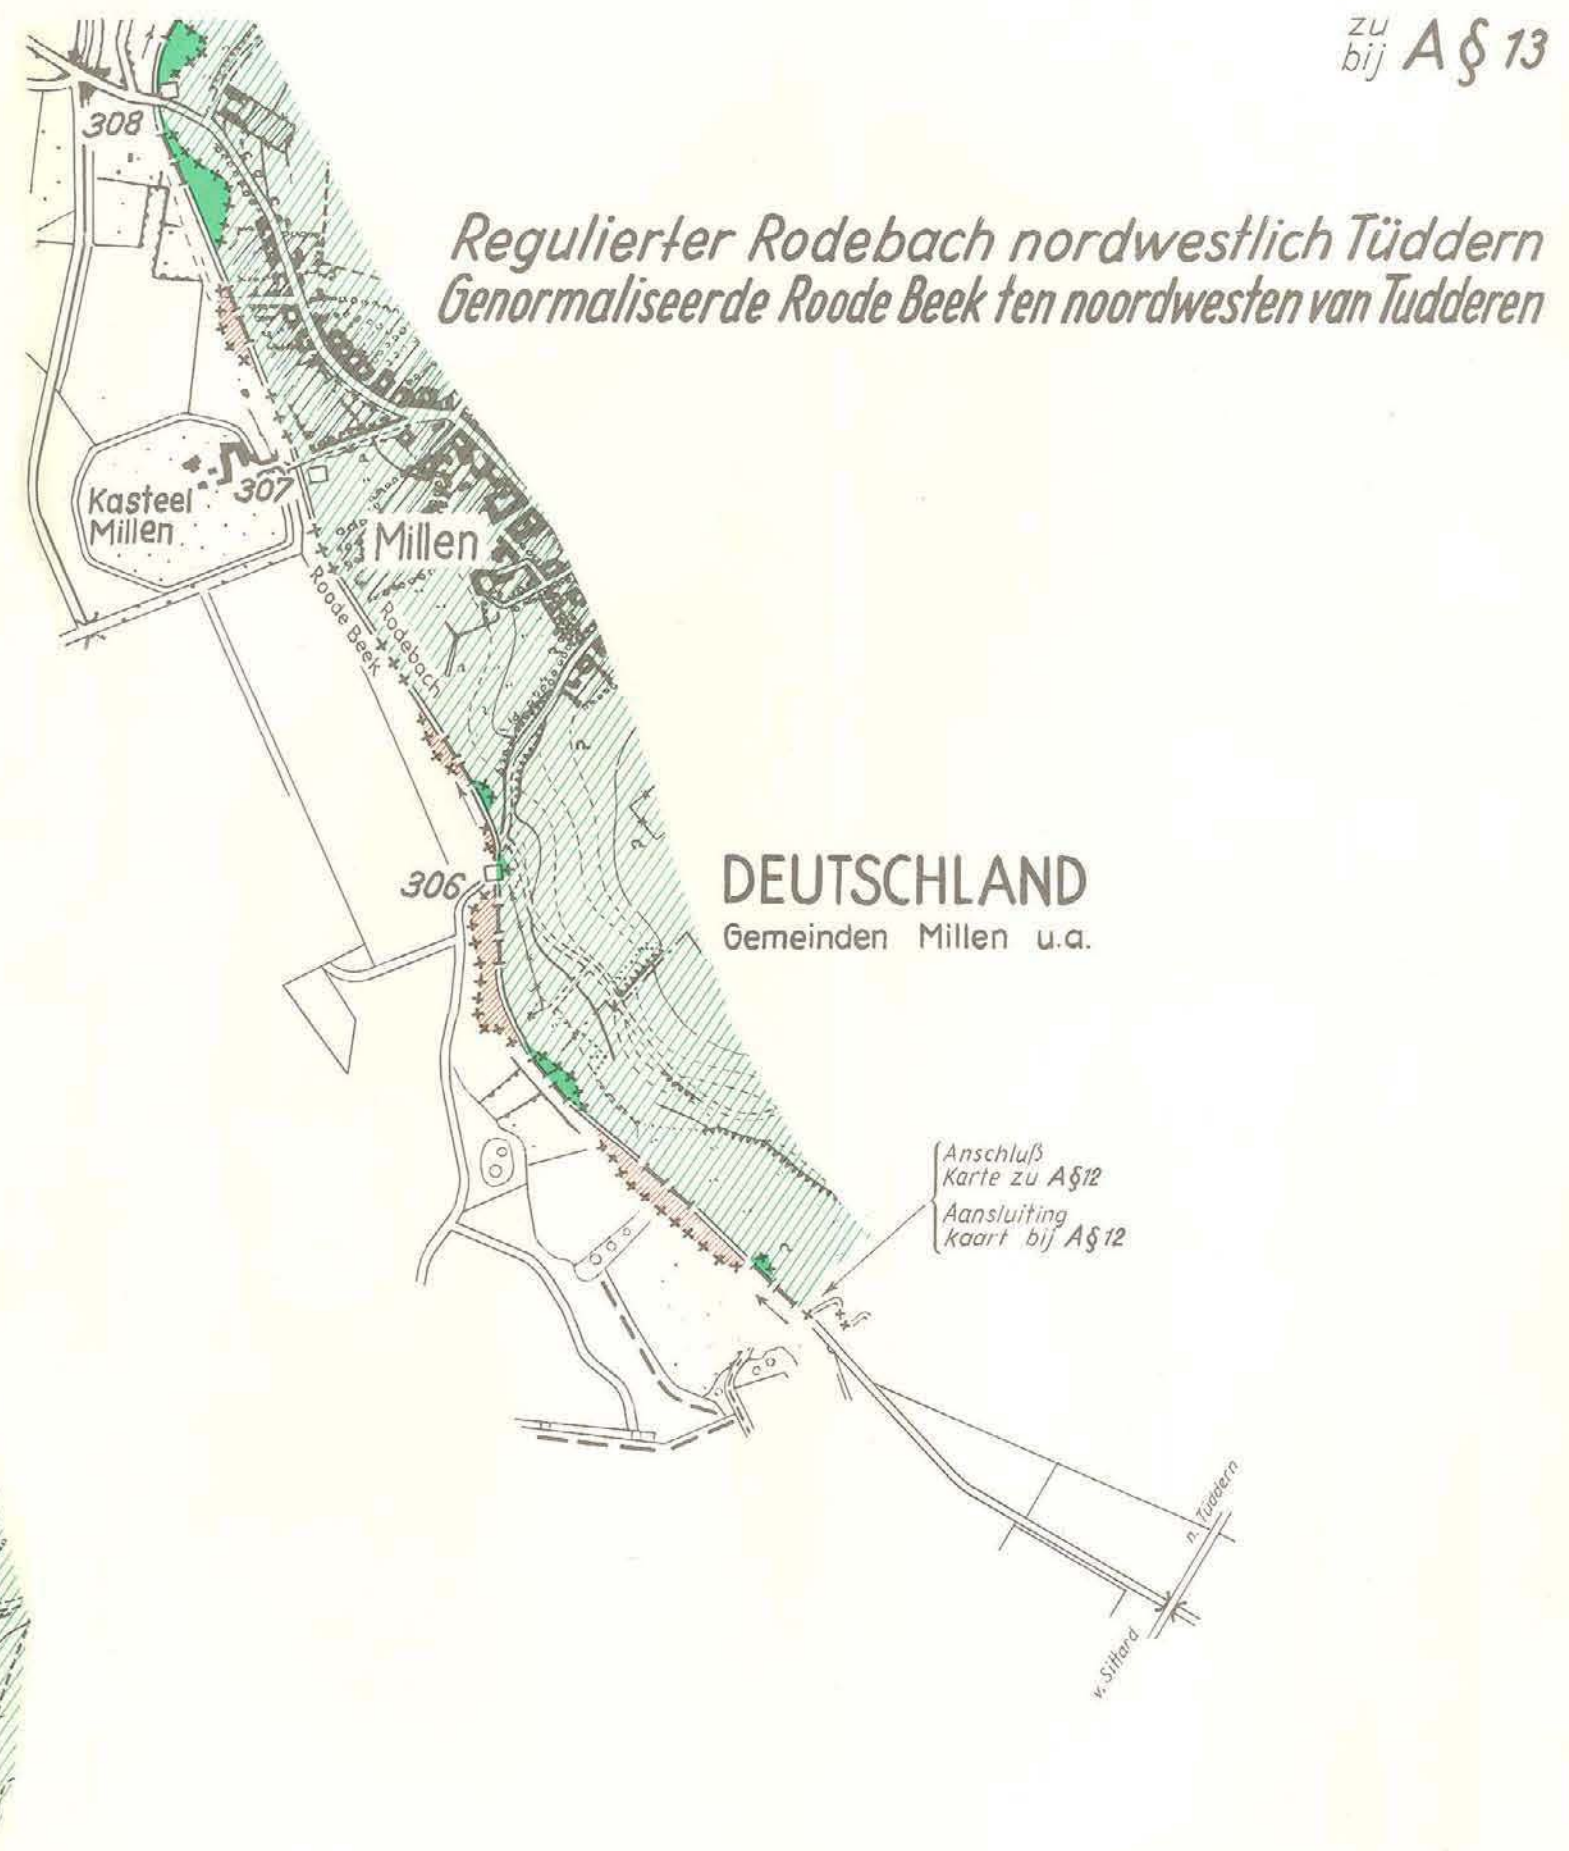 zu
bij A § 13
Regulierter Rodebach nordwestlich Tüddern
Genormaliseerde Roode Beek ten noordwesten van Tudderen
308
Kasteel
Millen
307
Millen
Roode Beek
Rodebach
306
DEUTSCHLAND
Gemeinden Millen u.a.
Anschluß
Karte zu A§12
Aansluiting
kaart bij A§12
n. Tüddern
v. Sittard